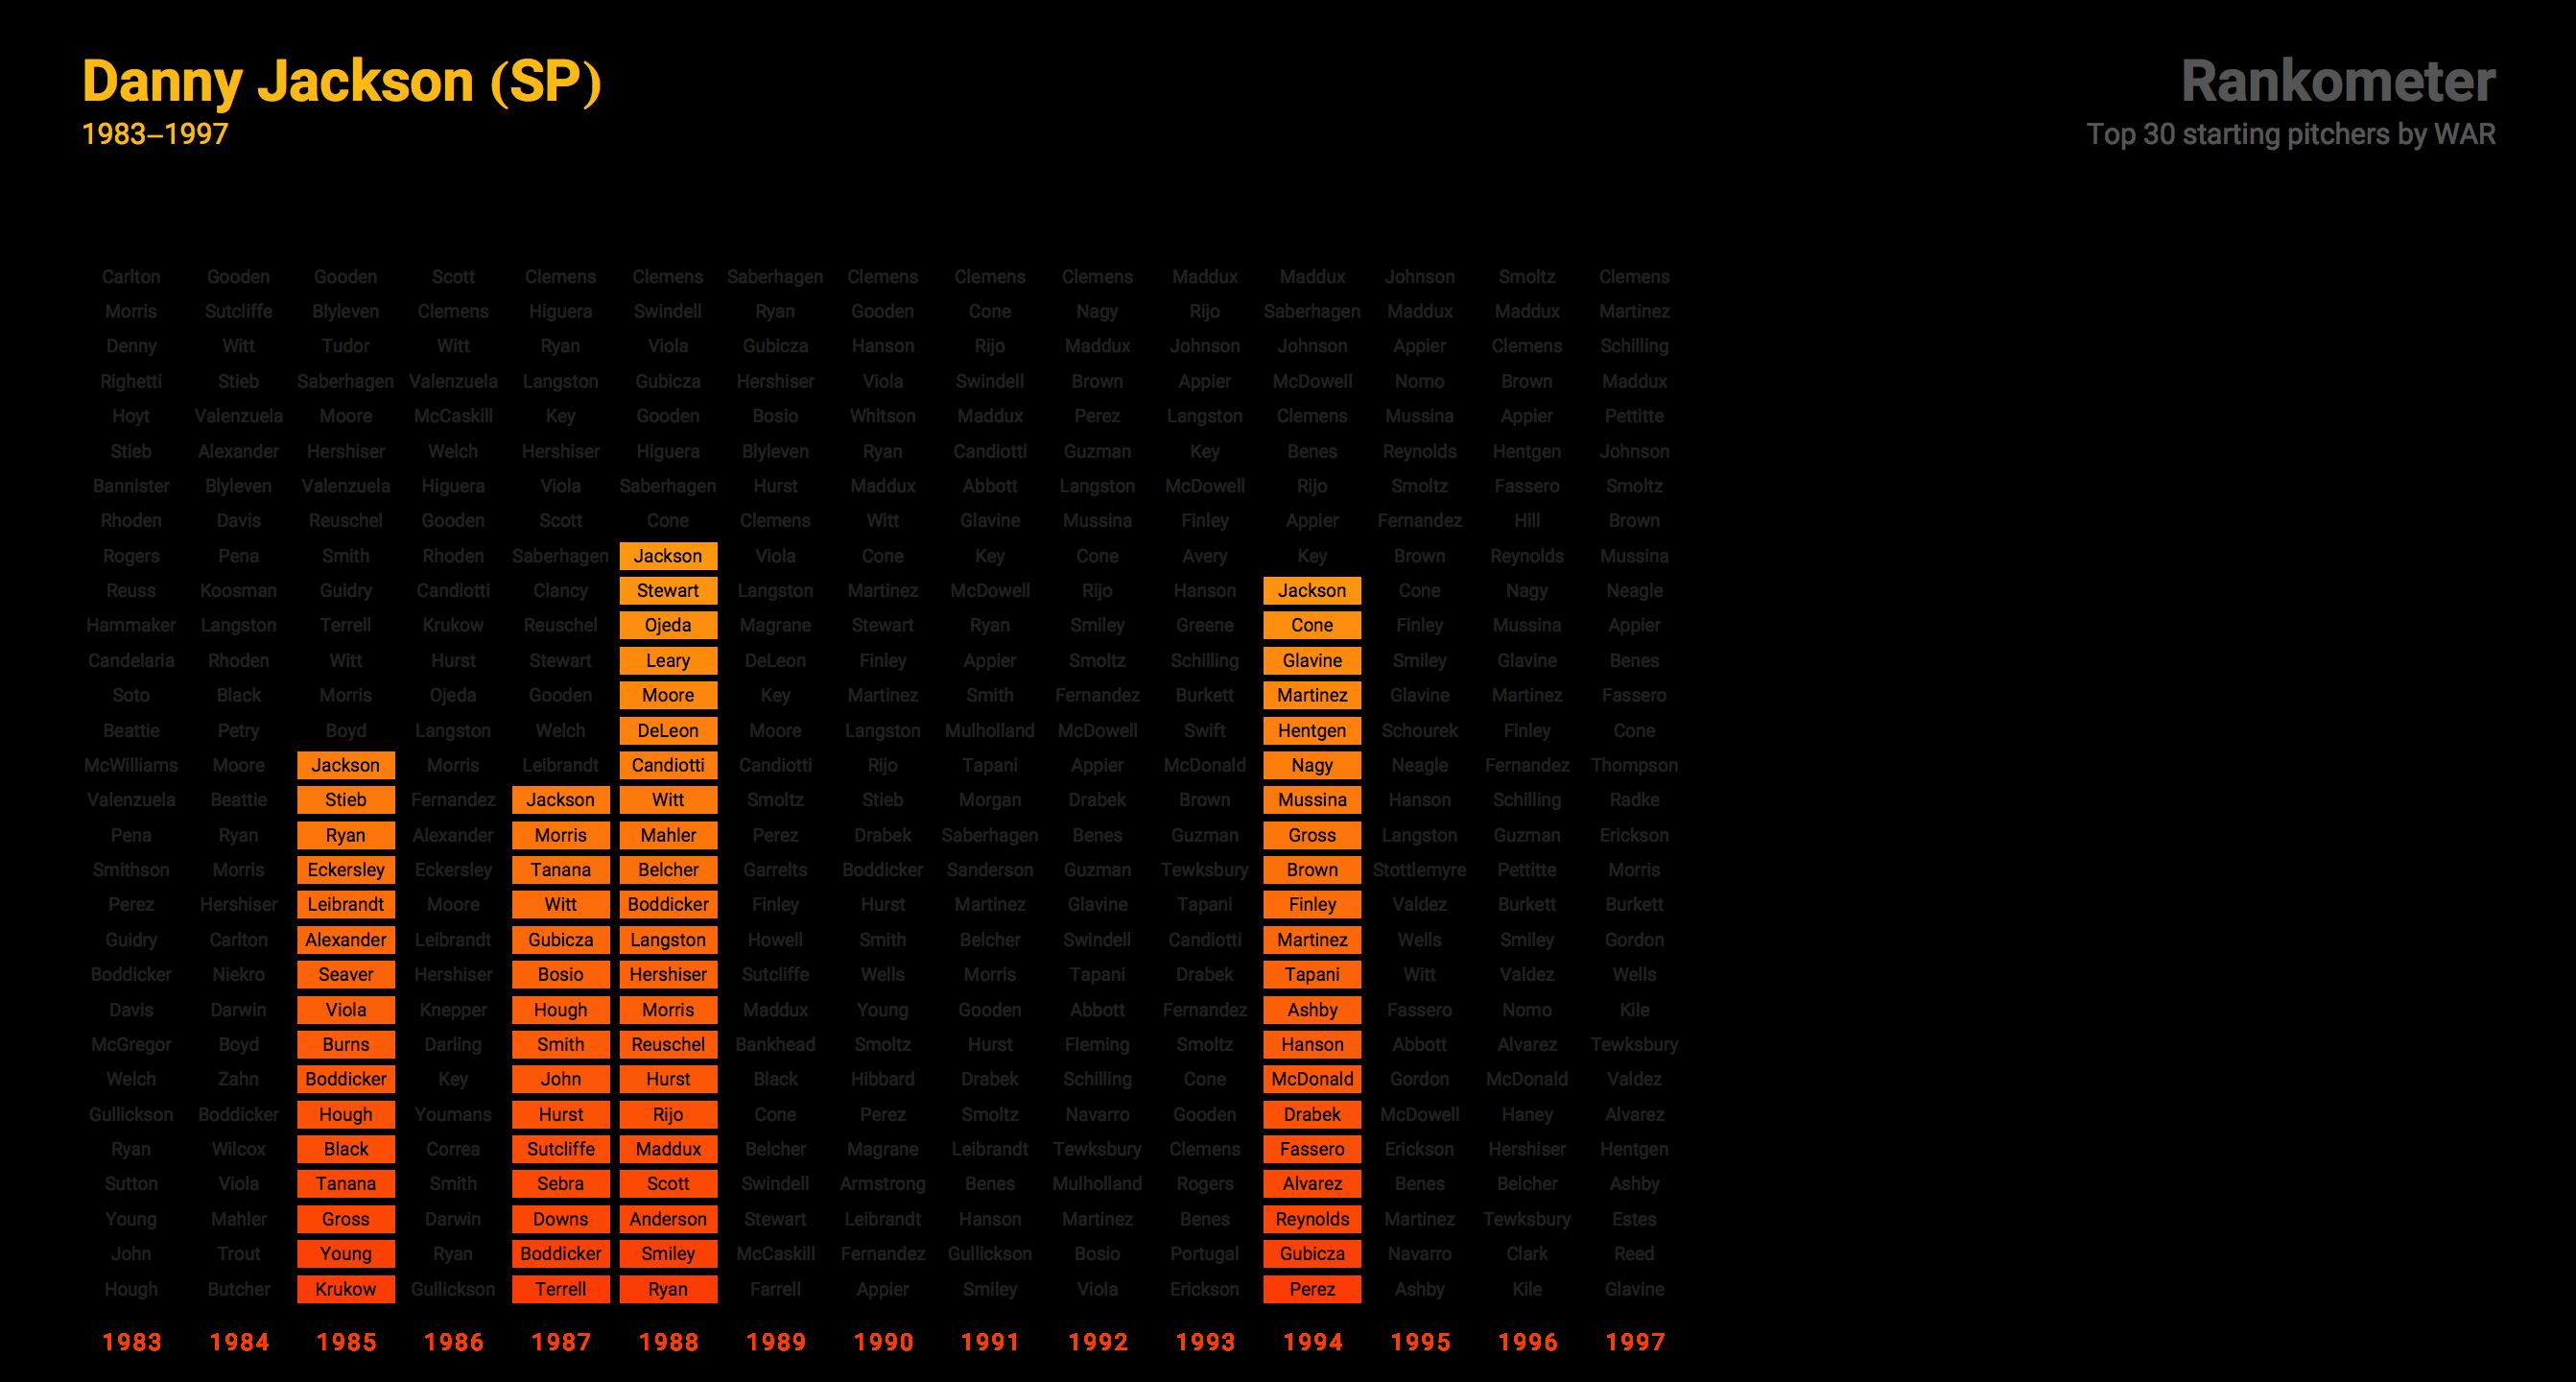 Danny Jackson (SP)
1983–1997
Rankometer
Top 30 starting pitchers by WAR
Carlton Gooden Gooden Scott Clemens Clemens Saberhagen Clemens Clemens Clemens Maddux Maddux Johnson Smoltz Clemens
Morris Sutcliffe Blyleven Clemens Higuera Swindell Ryan Gooden Cone Nagy Rijo Saberhagen Maddux Maddux Martinez
Denny Witt Tudor Witt Ryan Viola Gubicza Hanson Rijo Maddux Johnson Johnson Appier Clemens Schilling
Righetti Stieb Saberhagen Valenzuela Langston Gubicza Hershiser Viola Swindell Brown Appier McDowell Nomo Brown Maddux
Hoyt Valenzuela Moore McCaskill Key Gooden Bosio Whitson Maddux Perez Langston Clemens Mussina Appier Pettitte
Stieb Alexander Hershiser Welch Hershiser Higuera Blyleven Ryan Candiotti Guzman Key Benes Reynolds Hentgen Johnson
Bannister Blyleven Valenzuela Higuera Viola Saberhagen Hurst Maddux Abbott Langston McDowell Rijo Smoltz Fassero Smoltz
Rhoden Davis Reuschel Gooden Scott Cone Clemens Witt Glavine Mussina Finley Appier Fernandez Hill Brown
Rogers Pena Smith Rhoden Saberhagen Jackson Viola Cone Key Cone Avery Key Brown Reynolds Mussina
Reuss Koosman Guidry Candiotti Clancy Stewart Langston Martinez McDowell Rijo Hanson Jackson Cone Nagy Neagle
Hammaker Langston Terrell Krukow Reuschel Ojeda Magrane Stewart Ryan Smiley Greene Cone Finley Mussina Appier
Candelaria Rhoden Witt Hurst Stewart Leary DeLeon Finley Appier Smoltz Schilling Glavine Smiley Glavine Benes
Soto Black Morris Ojeda Gooden Moore Key Martinez Smith Fernandez Burkett Martinez Glavine Martinez Fassero
Beattie Petry Boyd Langston Welch DeLeon Moore Langston Mulholland McDowell Swift Hentgen Schourek Finley Cone
McWilliams Moore Jackson Morris Leibrandt Candiotti Candiotti Rijo Tapani Appier McDonald Nagy Neagle Fernandez Thompson
Valenzuela Beattie Stieb Fernandez Jackson Witt Smoltz Stieb Morgan Drabek Brown Mussina Hanson Schilling Radke
Pena Ryan Ryan Alexander Morris Mahler Perez Drabek Saberhagen Benes Guzman Gross Langston Guzman Erickson
Smithson Morris Eckersley Eckersley Tanana Belcher Garrelts Boddicker Sanderson Guzman Tewksbury Brown Stottlemyre Pettitte Morris
Perez Hershiser Leibrandt Moore Witt Boddicker Finley Hurst Martinez Glavine Tapani Finley Valdez Burkett Burkett
Guidry Carlton Alexander Leibrandt Gubicza Langston Howell Smith Belcher Swindell Candiotti Martinez Wells Smiley Gordon
Boddicker Niekro Seaver Hershiser Bosio Hershiser Sutcliffe Wells Morris Tapani Drabek Tapani Witt Valdez Wells
Davis Darwin Viola Knepper Hough Morris Maddux Young Gooden Abbott Fernandez Ashby Fassero Nomo Kile
McGregor Boyd Burns Darling Smith Reuschel Bankhead Smoltz Hurst Fleming Smoltz Hanson Abbott Alvarez Tewksbury
Welch Zahn Boddicker Key John Hurst Black Hibbard Drabek Schilling Cone McDonald Gordon McDonald Valdez
Gullickson Boddicker Hough Youmans Hurst Rijo Cone Perez Smoltz Navarro Gooden Drabek McDowell Haney Alvarez
Ryan Wilcox Black Correa Sutcliffe Maddux Belcher Magrane Leibrandt Tewksbury Clemens Fassero Erickson Hershiser Hentgen
Sutton Viola Tanana Smith Sebra Scott Swindell Armstrong Benes Mulholland Rogers Alvarez Benes Belcher Ashby
Young Mahler Gross Darwin Downs Anderson Stewart Leibrandt Hanson Martinez Benes Reynolds Martinez Tewksbury Estes
John Trout Young Ryan Boddicker Smiley McCaskill Fernandez Gullickson Bosio Portugal Gubicza Navarro Clark Reed
Hough Butcher Krukow Gullickson Terrell Ryan Farrell Appier Smiley Viola Erickson Perez Ashby Kile Glavine
1983 1984 1985 1986 1987 1988 1989 1990 1991 1992 1993 1994 1995 1996 1997